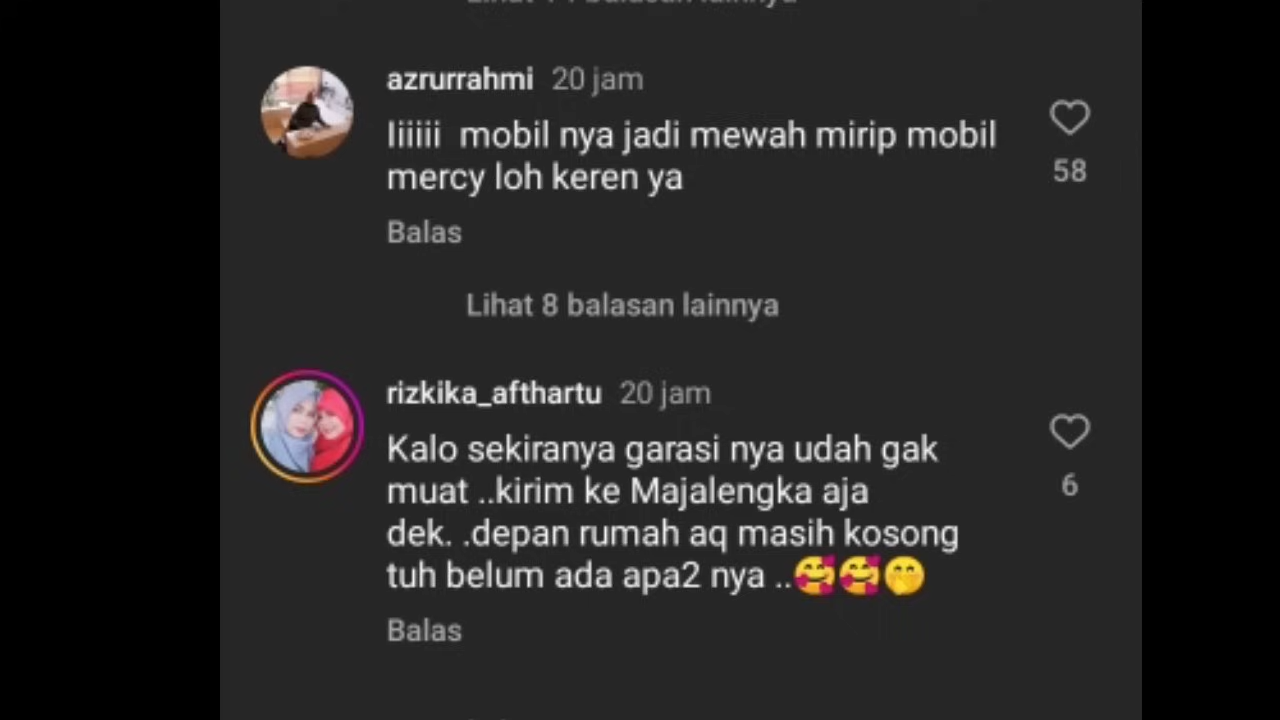 azrurrahmi 20 jam
Iiiiii mobil nya jadi mewah mirip mobil
mercy loh keren ya
58
Balas
Lihat 8 balasan lainnya
rizkika_afthartu 20 jam
Kalo sekiranya garasi nya udah gak
muat ..kirim ke Majalengka aja
dek. .depan rumah aq masih kosong
tuh belum ada apa2 nya ..🥰🥰🤭
6
Balas